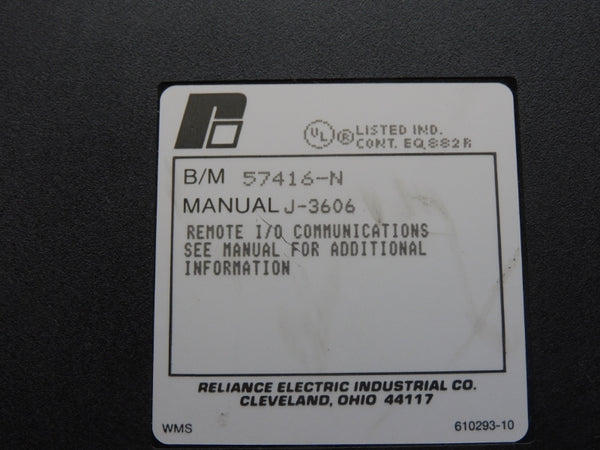 UL ® LISTED IND.
CONT. EQ.882R
B/M 57416-N
MANUAL J-3606
REMOTE I/O COMMUNICATIONS
SEE MANUAL FOR ADDITIONAL
INFORMATION
RELIANCE ELECTRIC INDUSTRIAL CO.
CLEVELAND, OHIO 44117
WMS 610293-10